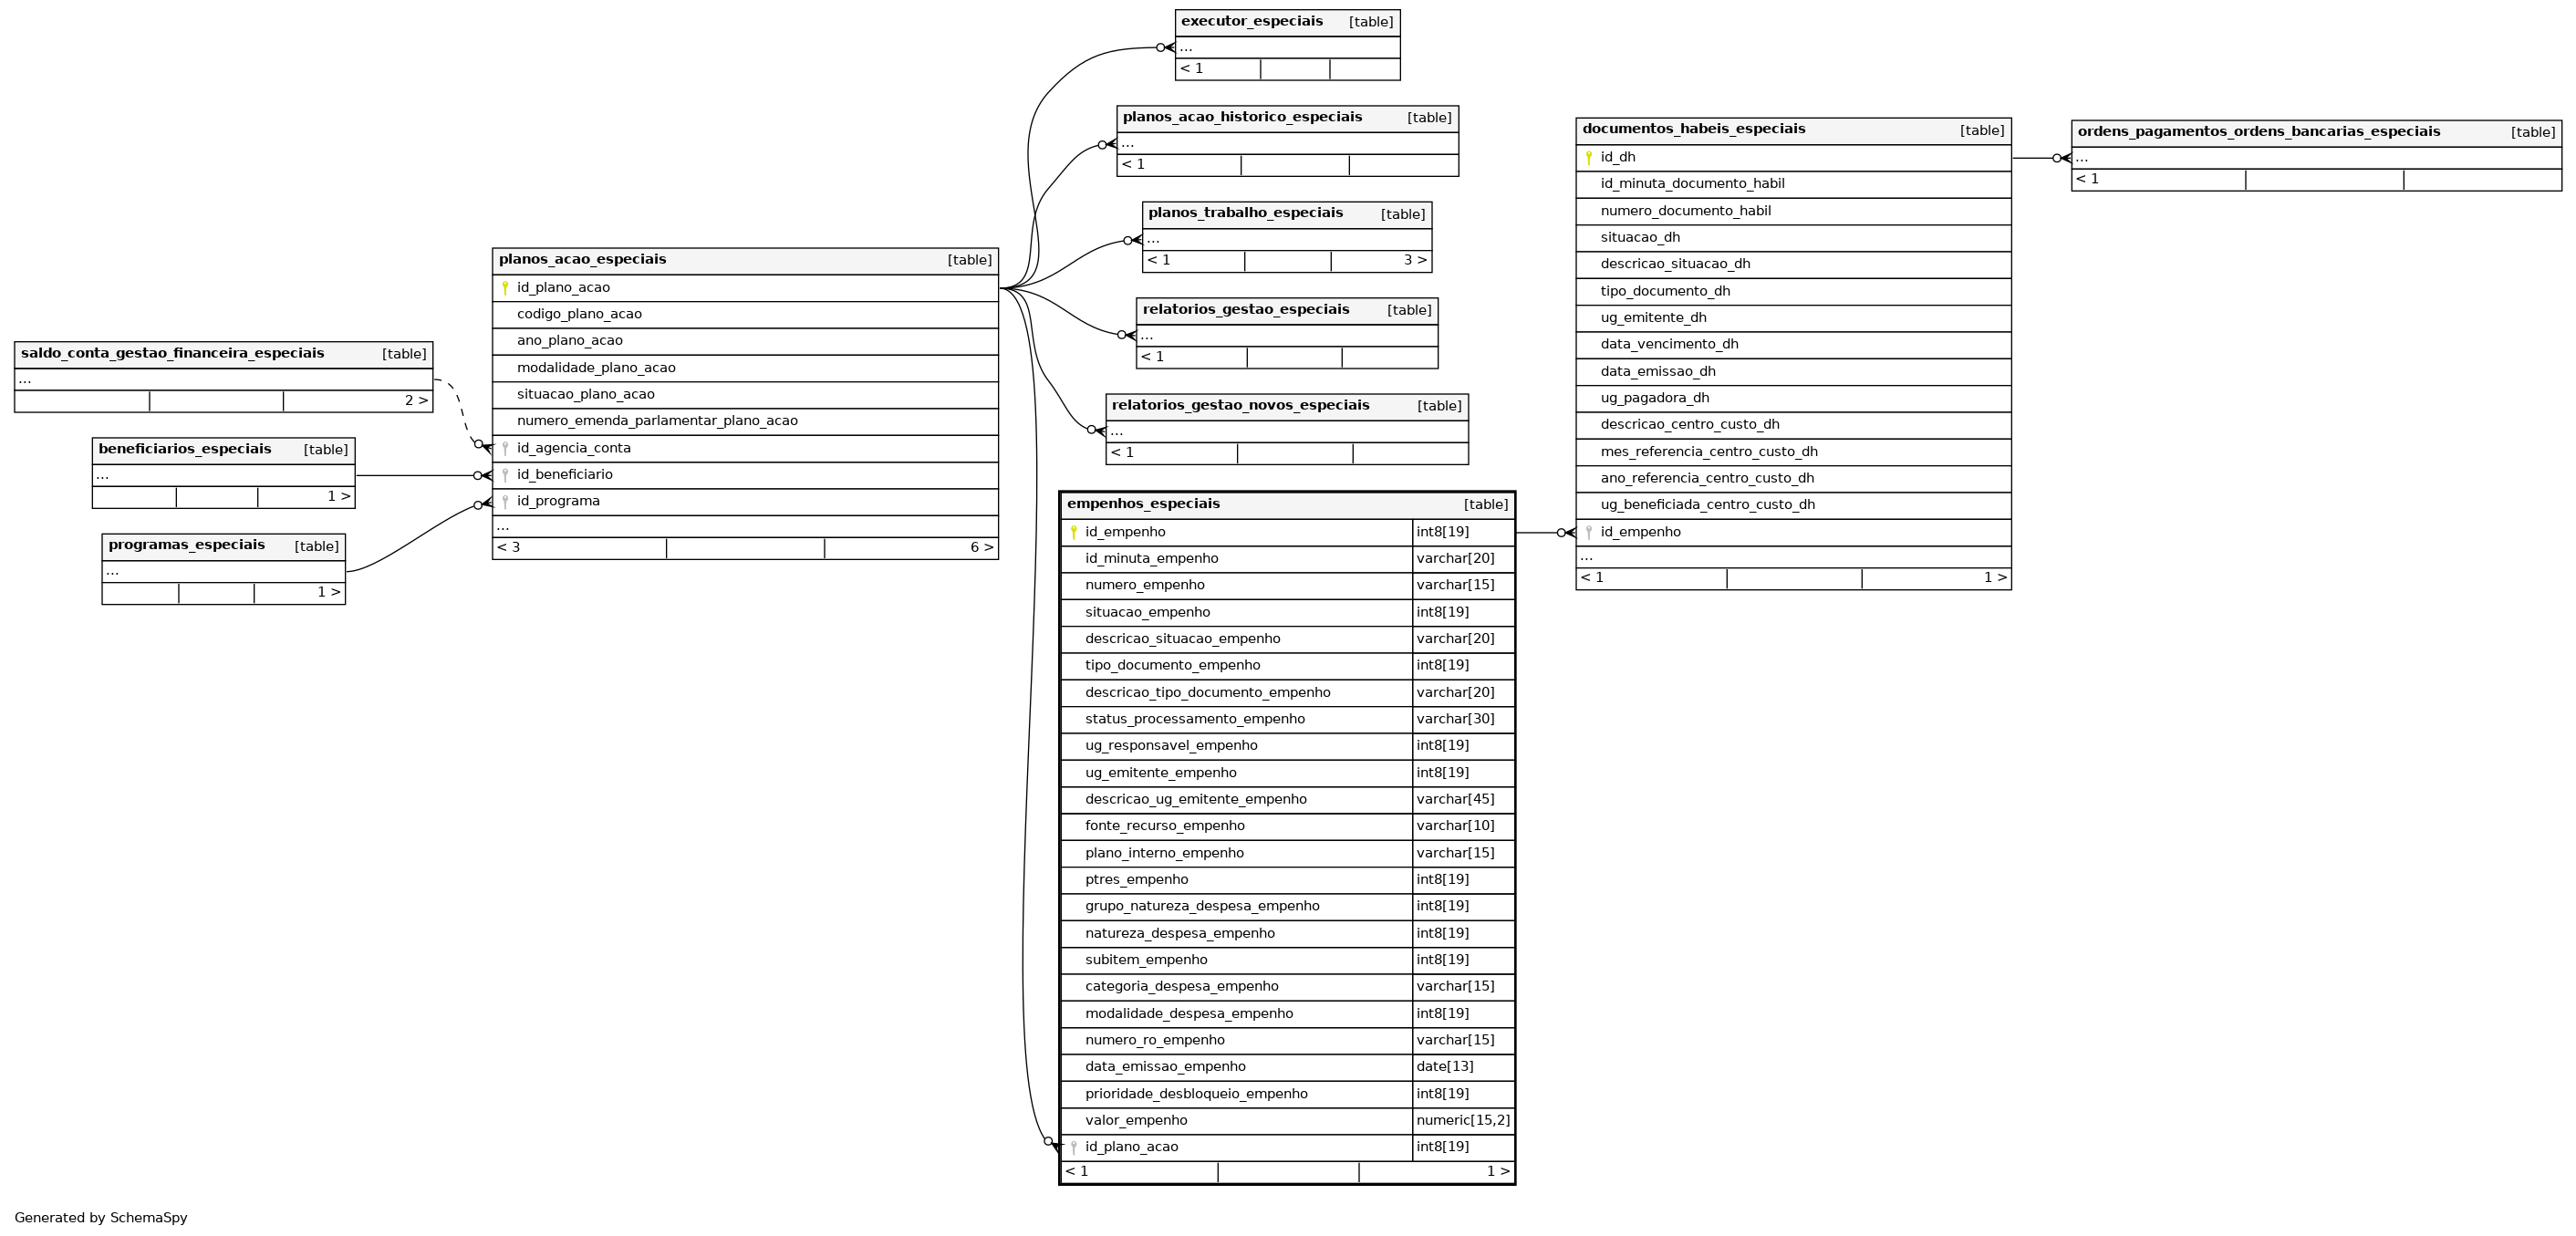 saldo_conta_gestao_financeira_especiais [table]
...
2 >
beneficiarios_especiais [table]
...
1 >
programas_especiais [table]
...
1 >
planos_acao_especiais [table]
id_plano_acao
codigo_plano_acao
ano_plano_acao
modalidade_plano_acao
situacao_plano_acao
numero_emenda_parlamentar_plano_acao
id_agencia_conta
id_beneficiario
id_programa
...
< 3 6 >
executor_especiais [table]
...
< 1
planos_acao_historico_especiais [table]
...
< 1
planos_trabalho_especiais [table]
...
< 1 3 >
relatorios_gestao_especiais [table]
...
< 1
relatorios_gestao_novos_especiais [table]
...
< 1
empenhos_especiais [table]
id_empenho int8[19]
id_minuta_empenho varchar[20]
numero_empenho varchar[15]
situacao_empenho int8[19]
descricao_situacao_empenho varchar[20]
tipo_documento_empenho int8[19]
descricao_tipo_documento_empenho varchar[20]
status_processamento_empenho varchar[30]
ug_responsavel_empenho int8[19]
ug_emitente_empenho int8[19]
descricao_ug_emitente_empenho varchar[45]
fonte_recurso_empenho varchar[10]
plano_interno_empenho varchar[15]
ptres_empenho int8[19]
grupo_natureza_despesa_empenho int8[19]
natureza_despesa_empenho int8[19]
subitem_empenho int8[19]
categoria_despesa_empenho varchar[15]
modalidade_despesa_empenho int8[19]
numero_ro_empenho varchar[15]
data_emissao_empenho date[13]
prioridade_desbloqueio_empenho int8[19]
valor_empenho numeric[15,2]
id_plano_acao int8[19]
< 1 1 >
documentos_habeis_especiais [table]
id_dh
id_minuta_documento_habil
numero_documento_habil
situacao_dh
descricao_situacao_dh
tipo_documento_dh
ug_emitente_dh
data_vencimento_dh
data_emissao_dh
ug_pagadora_dh
descricao_centro_custo_dh
mes_referencia_centro_custo_dh
ano_referencia_centro_custo_dh
ug_beneficiada_centro_custo_dh
id_empenho
...
< 1 1 >
ordens_pagamentos_ordens_bancarias_especiais [table]
...
< 1
Generated by SchemaSpy